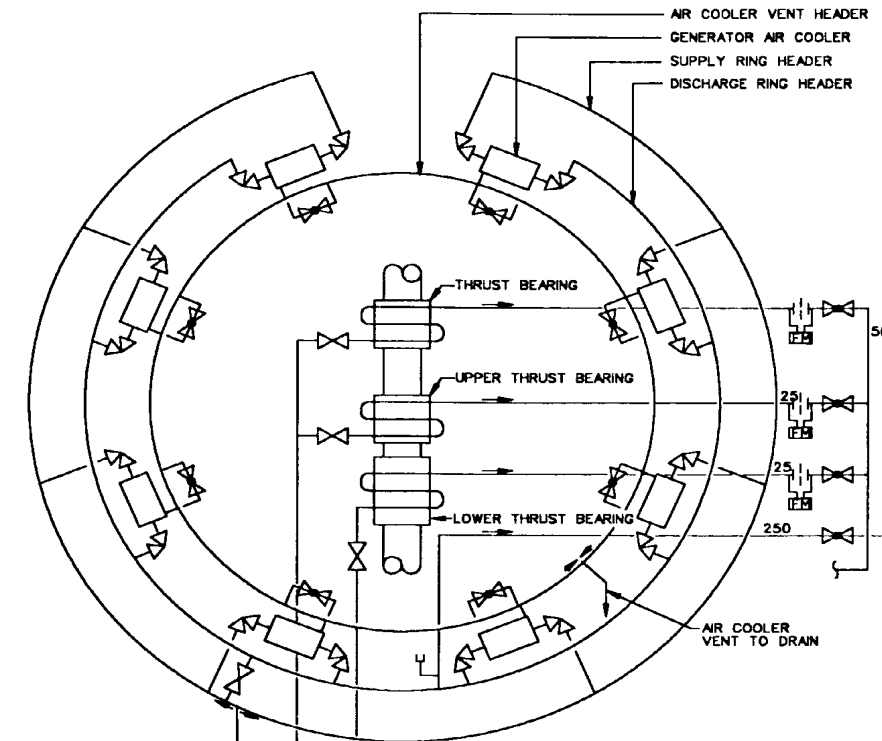 AIR COOLER VENT HEADER
GENERATOR AIR COOLER
SUPPLY RING HEADER
DISCHARGE RING HEADER
THRUST BEARING
FM
UPPER THRUST BEARING
25
FM
25
FM
LOWER THRUST BEARING
250
AIR COOLER
VENT TO DRAIN